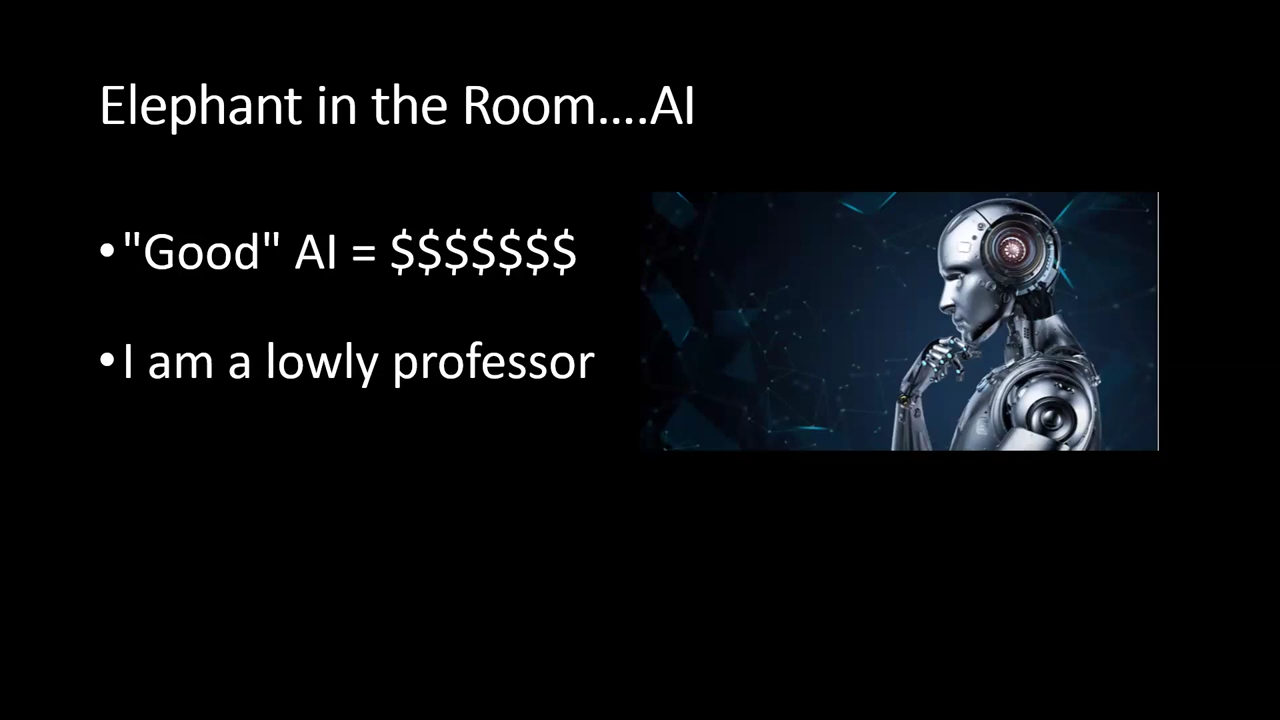 Elephant in the Room....AI
•"Good" AI = $$$$$$$
•I am a lowly professor